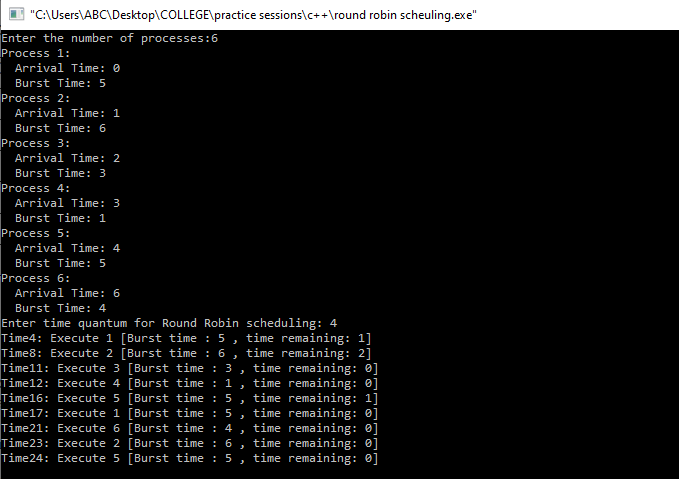 "C:\Users\ABC\Desktop\COLLEGE\practice sessions\c++\round robin scheuling.exe"
Enter the number of processes:6
Process 1:
  Arrival Time: 0
  Burst Time: 5
Process 2:
  Arrival Time: 1
  Burst Time: 6
Process 3:
  Arrival Time: 2
  Burst Time: 3
Process 4:
  Arrival Time: 3
  Burst Time: 1
Process 5:
  Arrival Time: 4
  Burst Time: 5
Process 6:
  Arrival Time: 6
  Burst Time: 4
Enter time quantum for Round Robin scheduling: 4
Time4: Execute 1 [Burst time : 5 , time remaining: 1]
Time8: Execute 2 [Burst time : 6 , time remaining: 2]
Time11: Execute 3 [Burst time : 3 , time remaining: 0]
Time12: Execute 4 [Burst time : 1 , time remaining: 0]
Time16: Execute 5 [Burst time : 5 , time remaining: 1]
Time17: Execute 1 [Burst time : 5 , time remaining: 0]
Time21: Execute 6 [Burst time : 4 , time remaining: 0]
Time23: Execute 2 [Burst time : 6 , time remaining: 0]
Time24: Execute 5 [Burst time : 5 , time remaining: 0]